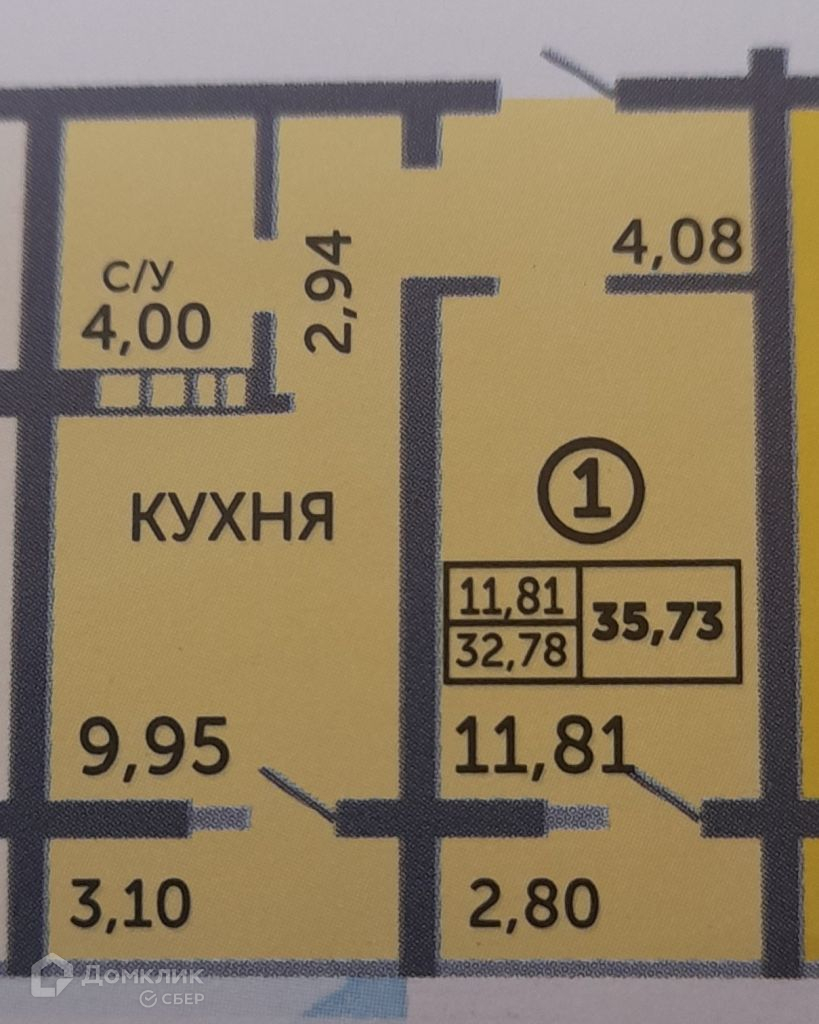 4,08
2,94
С/У
4,00
КУХНЯ
1
11,81
32,78
35,73
9,95
11,81
3,10
2,80
Домклик
СБЕР